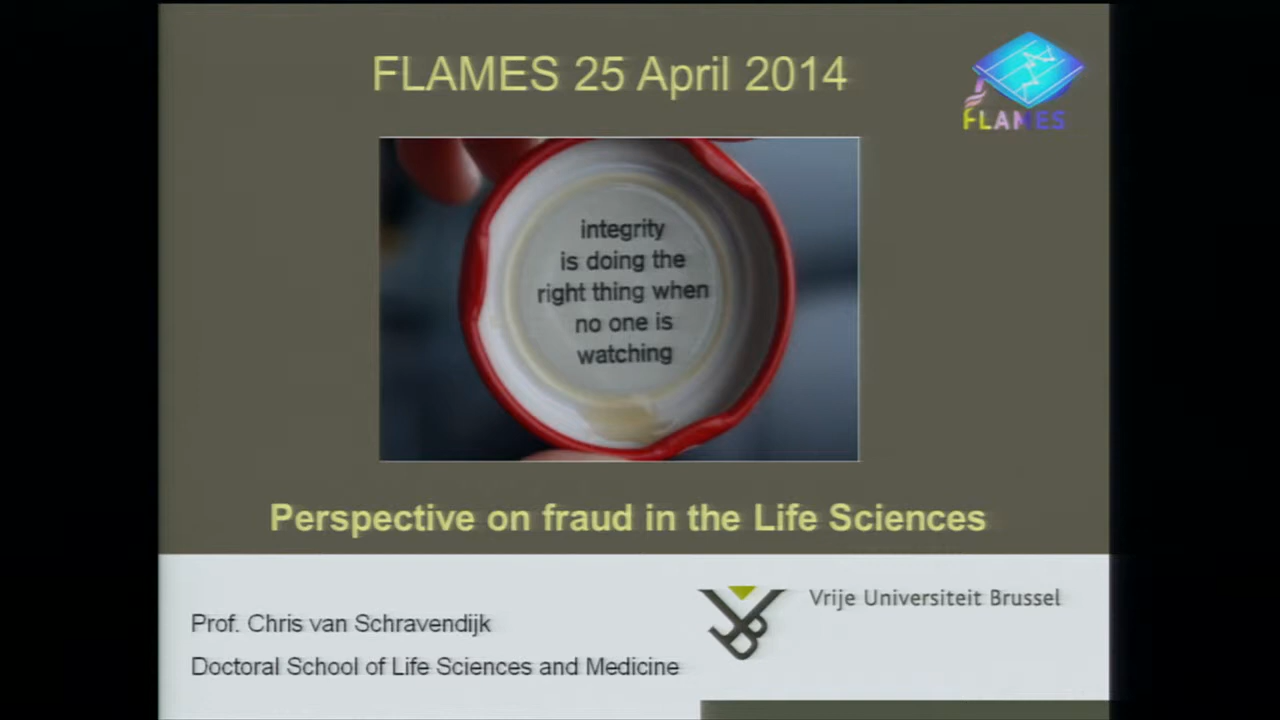 FLAMES 25 April 2014
FLAMES
integrity
is doing the
right thing when
no one is
watching
Perspective on fraud in the Life Sciences
Vrije Universiteit Brussel
Prof. Chris van Schravendijk
Doctoral School of Life Sciences and Medicine